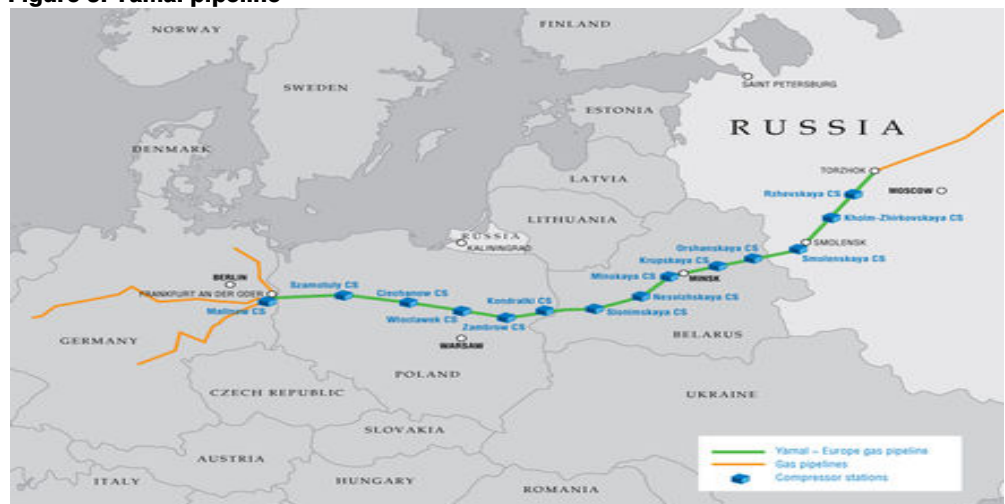 Figure 3: Yamal pipeline
NORWAY
FINLAND
SWEDEN
SAINT PETERSBURG
ESTONIA
RUSSIA
DENMARK
LATVIA
TORZHOK
MOSCOW
Rzhevskaya CS
LITHUANIA
Kholm-Zhirkovskaya CS
RUSSIA
KALININGRAD
SMOLENSK
Orshanskaya CS
Smolenskaya CS
Krupskaya CS
BERLIN
Minskaya CS
MINSK
Szamotuly CS
FRANKFURT AN DER ODER
Ciechanow CS
Kondratki CS
Nesvizhskaya CS
Mallnow CS
Wloclawek CS
Slonimskaya CS
Zambrow CS
BELARUS
GERMANY
WARSAW
POLAND
CZECH REPUBLIC
UKRAINE
SLOVAKIA
AUSTRIA
Yamal – Europe gas pipeline
Gas pipelines
Compressor stations
ITALY
HUNGARY
ROMANIA